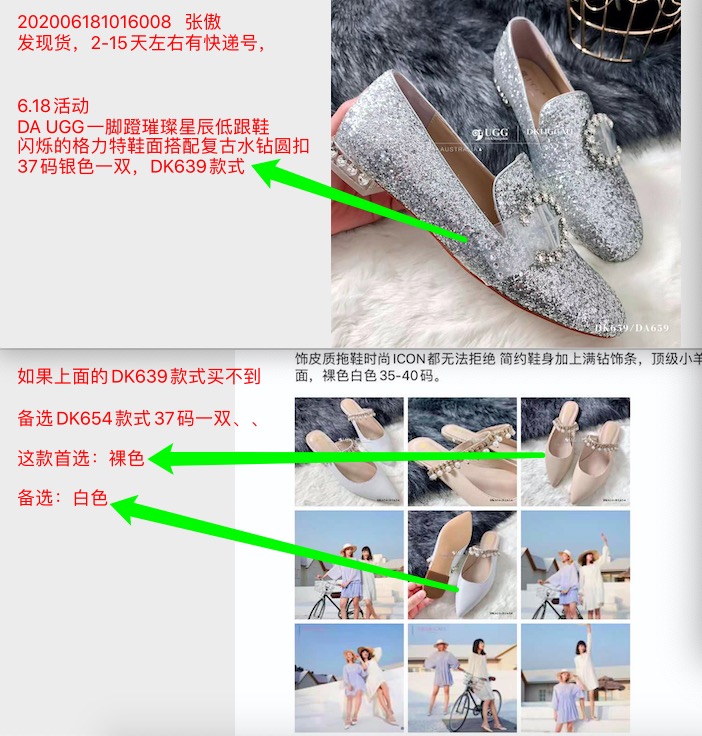 202006181016008 张傲
发现货，2-15天左右有快递号，
6.18活动
DA UGG一脚蹬璀璨星辰低跟鞋
闪烁的格力特鞋面搭配复古水钻圆扣
37码银色一双，DK639款式
UGG
DKUGGAU
AUSTRALIA
DK639/DA659
饰皮质拖鞋时尚ICON都无法拒绝 简约鞋身加上满钻饰条，顶级小羊
面，裸色白色35-40码。
如果上面的DK639款式买不到
备选DK654款式37码一双、、
这款首选：裸色
备选：白色